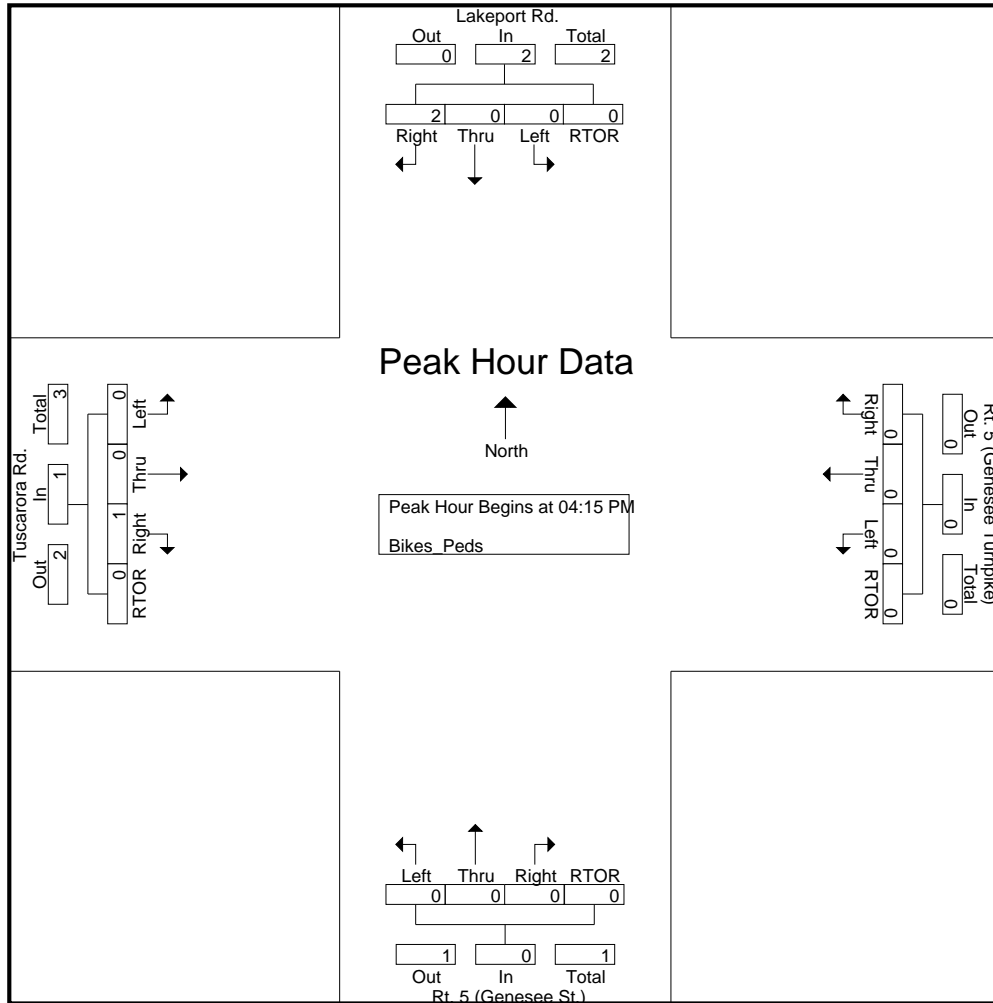 Lakeport Rd.
Out In Total
0 2 2
2 0 0 0
Right Thru Left RTOR
Peak Hour Data
North
Peak Hour Begins at 04:15 PM
Bikes_Peds
Tuscarora Rd.
Out In Total
2 1 3
RTOR Right Thru Left
0 1 0 0
Rt. 5 (Genesee Turnpike)
Out In Total
0 0 0
Right Thru Left RTOR
0 0 0 0
Left Thru Right RTOR
0 0 0 0
1 0 1
Out In Total
Rt. 5 (Genesee St.)